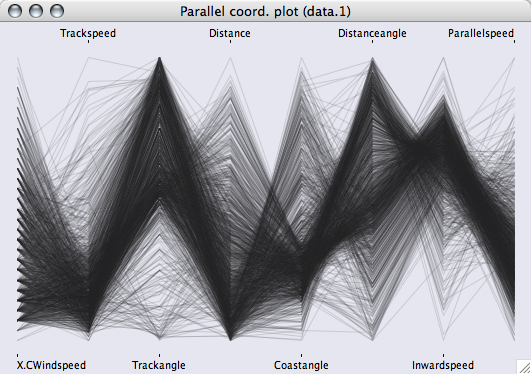 Parallel coord. plot (data.1)
Trackspeed Distance Distanceangle Parallelspeed
X.CWindspeed Trackangle Coastangle Inwardspeed